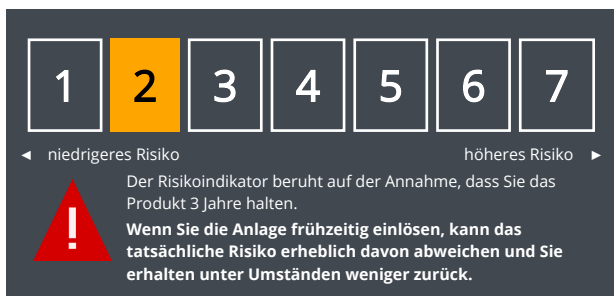 1 2 3 4 5 6 7
◄ niedrigeres Risiko höheres Risiko ►
Der Risikoindikator beruht auf der Annahme, dass Sie das
Produkt 3 Jahre halten.
Wenn Sie die Anlage frühzeitig einlösen, kann das
tatsächliche Risiko erheblich davon abweichen und Sie
erhalten unter Umständen weniger zurück.
!